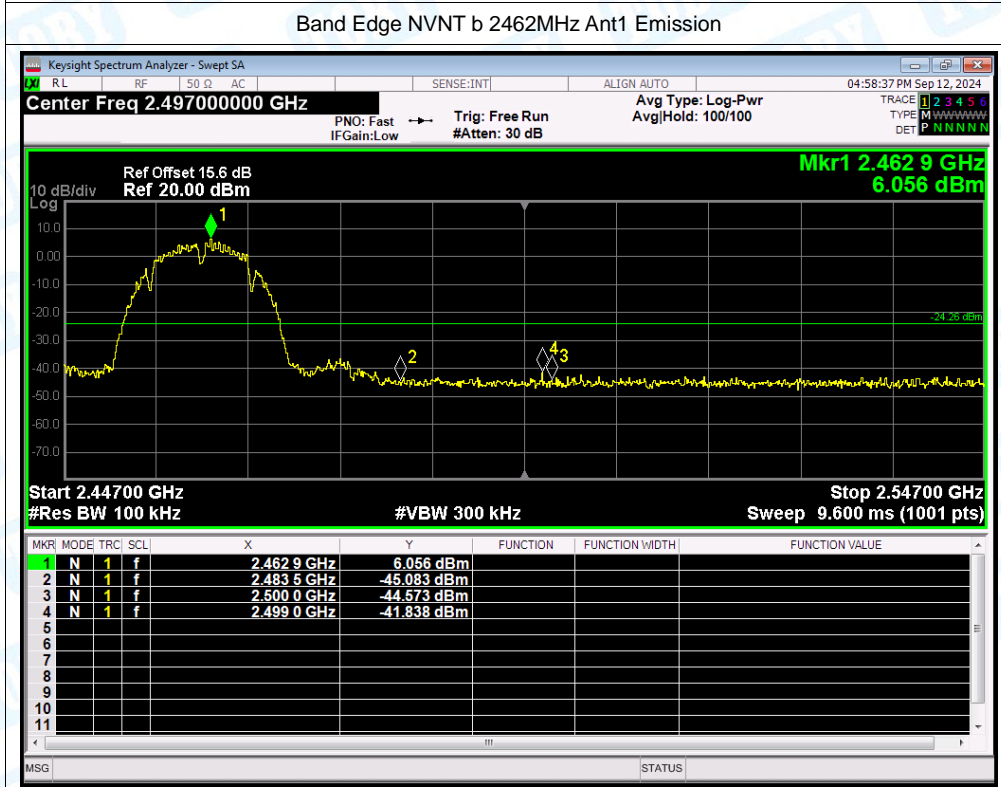 Band Edge NVNT b 2462MHz Ant1 Emission
Keysight Spectrum Analyzer - Swept SA
LXI RL RF 50 Ω AC SENSE:INT ALIGN AUTO 04:58:37 PM Sep 12, 2024
Center Freq 2.497000000 GHz Avg Type: Log-Pwr TRACE 1 2 3 4 5 6
PNO: Fast Trig: Free Run Avg|Hold: 100/100 TYPE M WWWWW
IFGain:Low #Atten: 30 dB DET P N N N N N
Mkr1 2.462 9 GHz
Ref Offset 15.6 dB
10 dB/div Ref 20.00 dBm 6.056 dBm
Log
1
10.0
0.00
-10.0
-20.0
-24.26 dBm
-30.0
2 4 3
-40.0
-50.0
-60.0
-70.0
Start 2.44700 GHz Stop 2.54700 GHz
#Res BW 100 kHz #VBW 300 kHz Sweep 9.600 ms (1001 pts)
MKR MODE TRC SCL X Y FUNCTION FUNCTION WIDTH FUNCTION VALUE
1 N 1 f 2.462 9 GHz 6.056 dBm
2 N 1 f 2.483 5 GHz -45.083 dBm
3 N 1 f 2.500 0 GHz -44.573 dBm
4 N 1 f 2.499 0 GHz -41.838 dBm
5
6
7
8
9
10
11
MSG STATUS